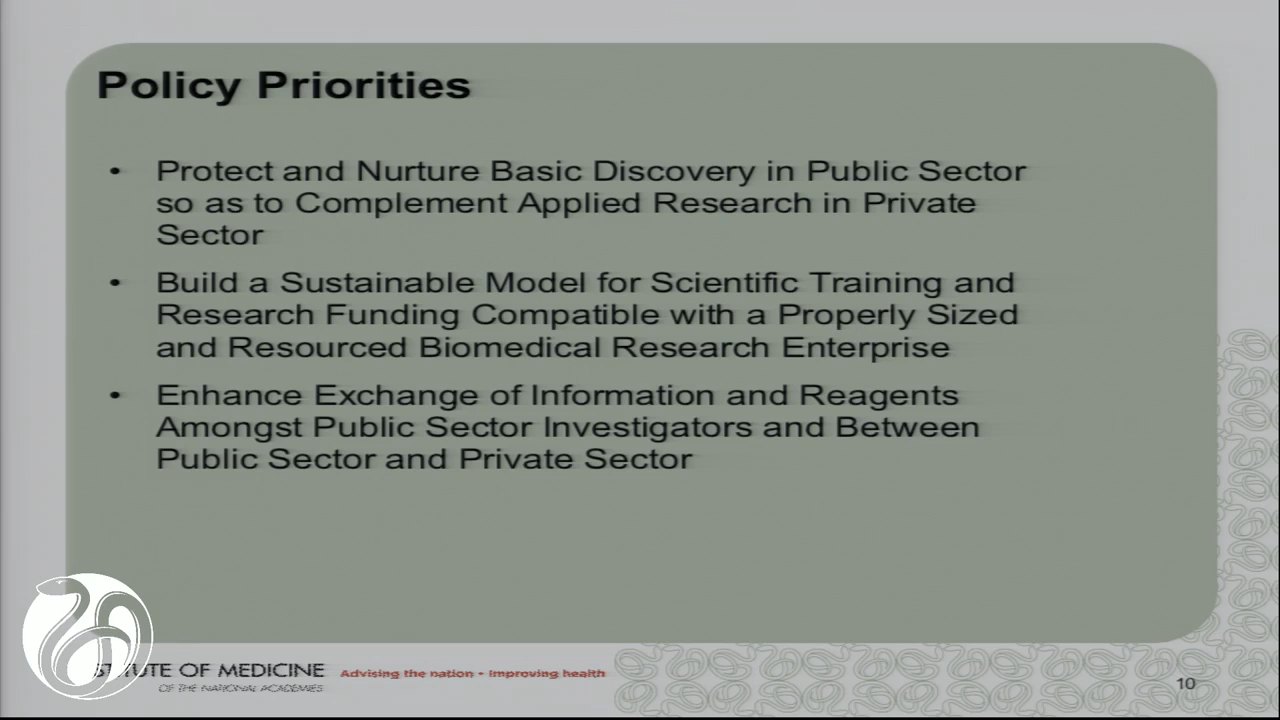 Policy Priorities
• Protect and Nurture Basic Discovery in Public Sector
so as to Complement Applied Research in Private
Sector
• Build a Sustainable Model for Scientific Training and
Research Funding Compatible with a Properly Sized
and Resourced Biomedical Research Enterprise
• Enhance Exchange of Information and Reagents
Amongst Public Sector Investigators and Between
Public Sector and Private Sector
STITUTE OF MEDICINE Advising the nation • Improving health
OF THE NATIONAL ACADEMIES
10